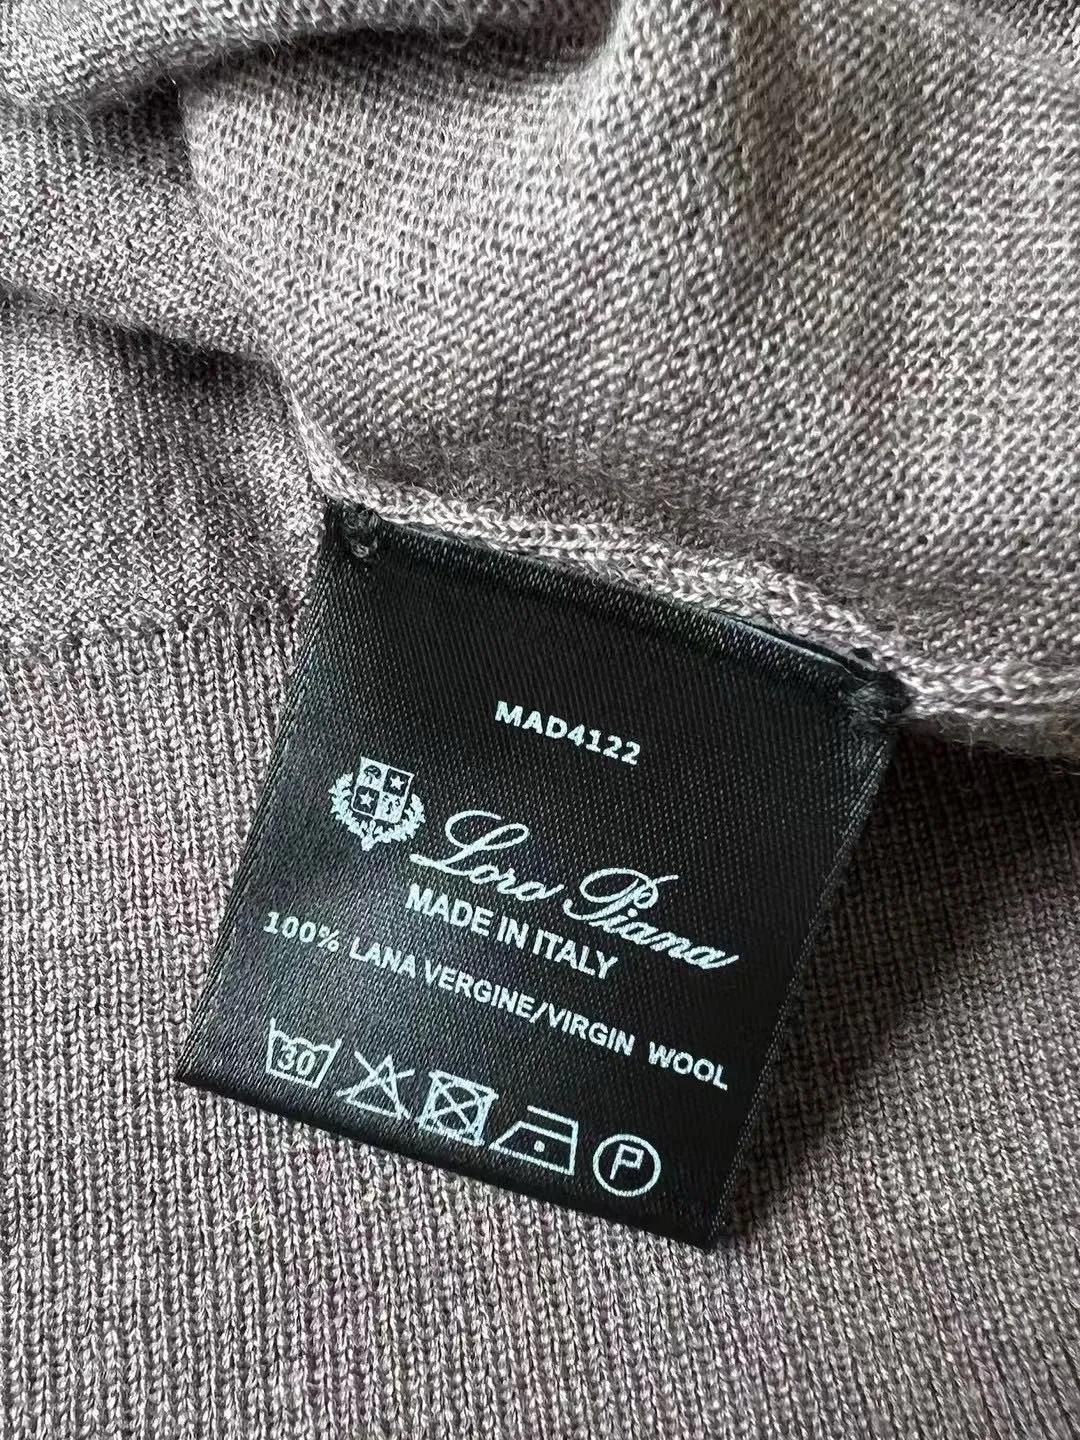 MAD4122
Loro Piana
MADE IN ITALY
100% LANA VERGINE/VIRGIN WOOL
30
P